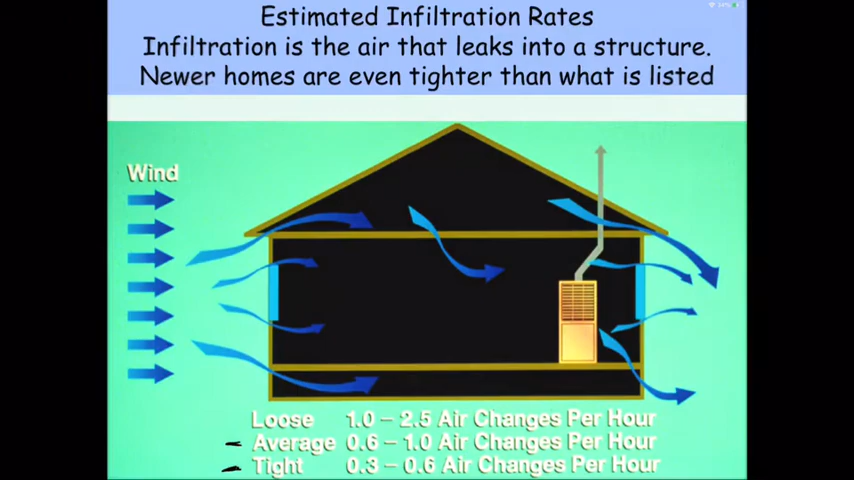 Estimated Infiltration Rates
Infiltration is the air that leaks into a structure.
Newer homes are even tighter than what is listed
Wind
Loose 1.0 – 2.5 Air Changes Per Hour
Average 0.6 – 1.0 Air Changes Per Hour
Tight 0.3 – 0.6 Air Changes Per Hour